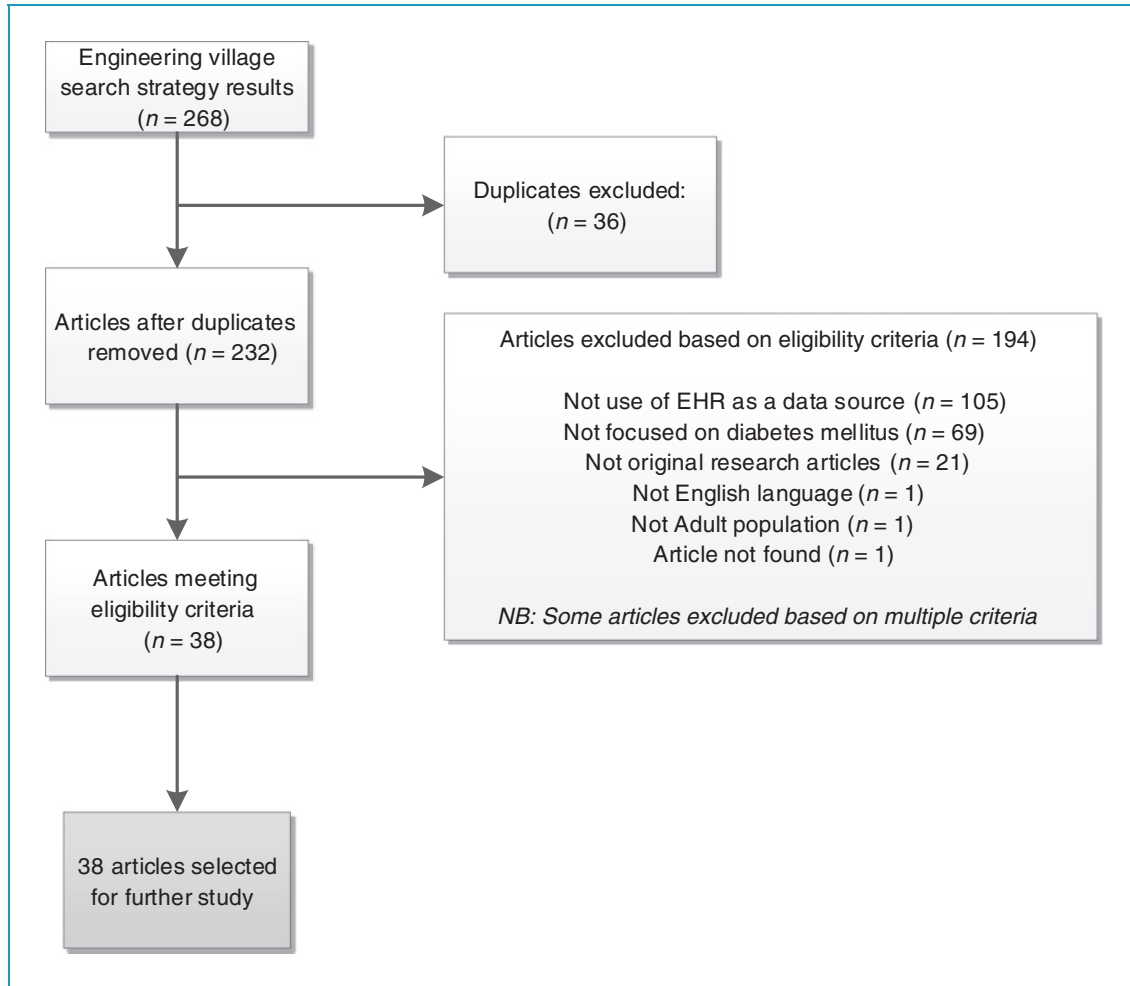 Engineering village
search strategy results
(n = 268)
Duplicates excluded:
(n = 36)
Articles after duplicates
removed (n = 232)
Articles excluded based on eligibility criteria (n = 194)
Not use of EHR as a data source (n = 105)
Not focused on diabetes mellitus (n = 69)
Not original research articles (n = 21)
Not English language (n = 1)
Not Adult population (n = 1)
Article not found (n = 1)
NB: Some articles excluded based on multiple criteria
Articles meeting
eligibility criteria
(n = 38)
38 articles selected
for further study